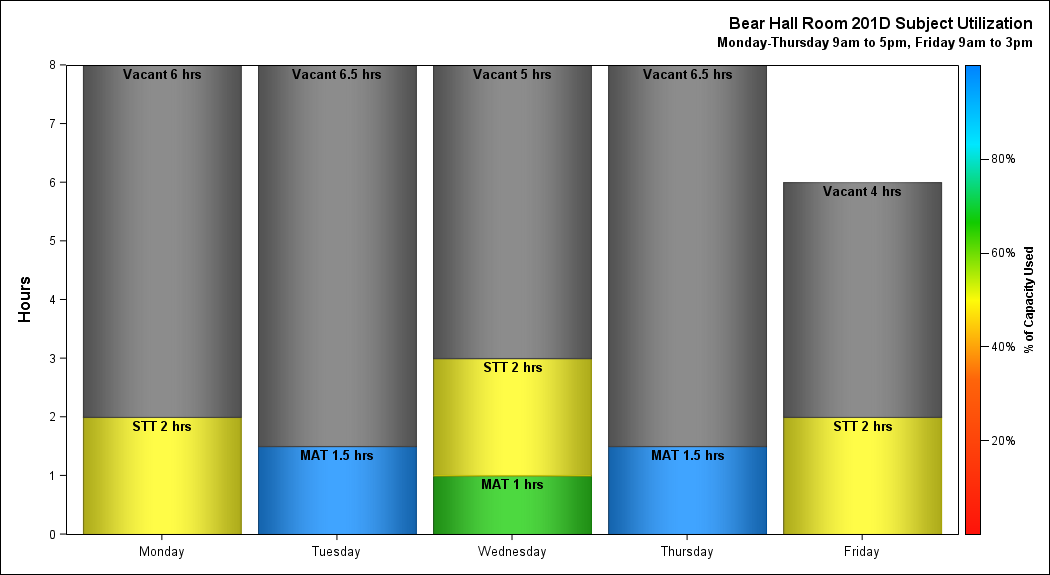 Bear Hall Room 201D Subject Utilization
Monday-Thursday 9am to 5pm, Friday 9am to 3pm
Hours
8
7
6
5
4
3
2
1
0
Vacant 6 hrs
STT 2 hrs
Vacant 6.5 hrs
MAT 1.5 hrs
Vacant 5 hrs
STT 2 hrs
MAT 1 hrs
Vacant 6.5 hrs
MAT 1.5 hrs
Vacant 4 hrs
STT 2 hrs
Monday
Tuesday
Wednesday
Thursday
Friday
80%
60%
40%
20%
% of Capacity Used